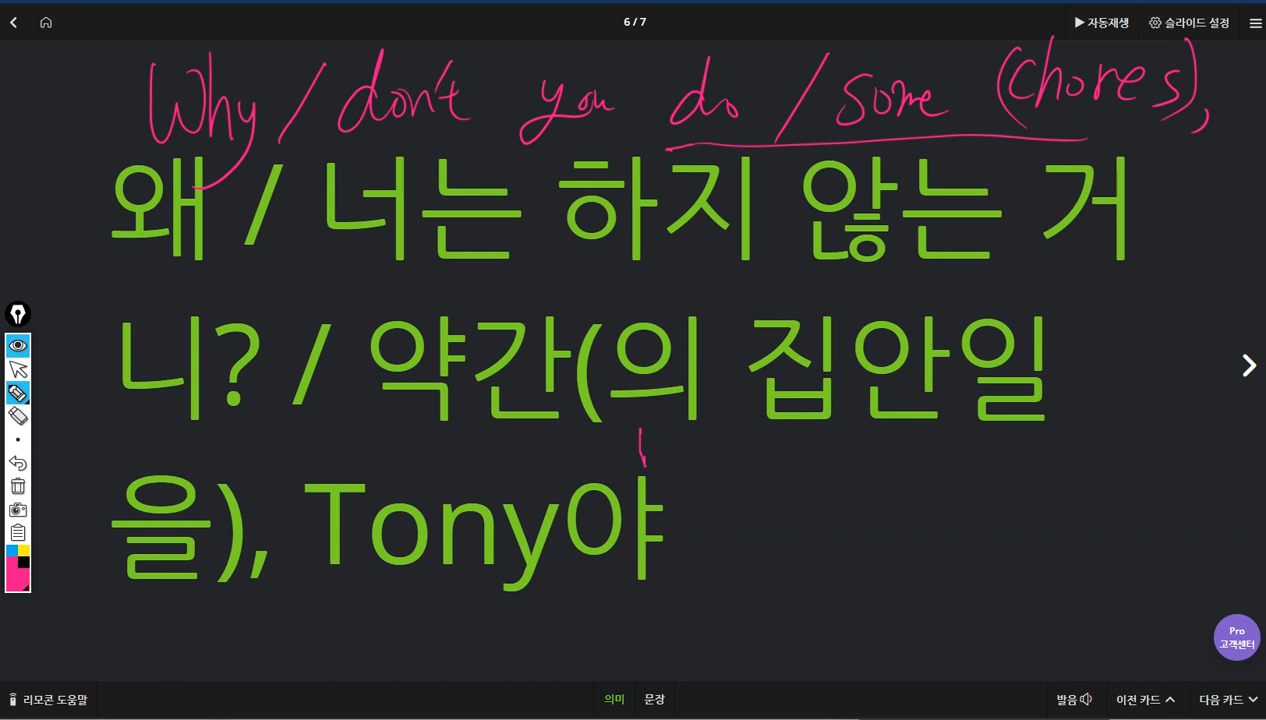 6 / 7
자동재생
슬라이드 설정
Why / don't you do / some (chores),
왜 / 너는 하지 않는 거
니? / 약간(의 집안일
을), Tony야
Pro
고객센터
리모콘 도움말
의미
문장
발음
이전 카드
다음 카드